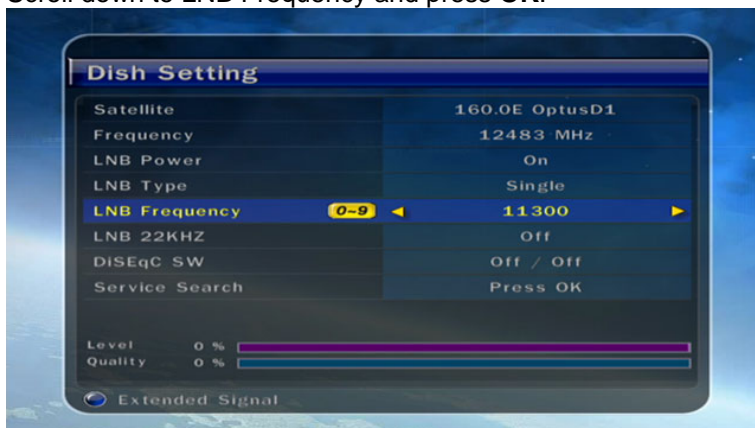 Scroll down to LNB Frequency and press OK.
Dish Setting
Satellite 160.0E OptusD1
Frequency 12483 MHz
LNB Power On
LNB Type Single
LNB Frequency 0~9 ◄ 11300 ►
LNB 22KHZ Off
DiSEqC SW Off / Off
Service Search Press OK
Level 0 %
Quality 0 %
Extended Signal